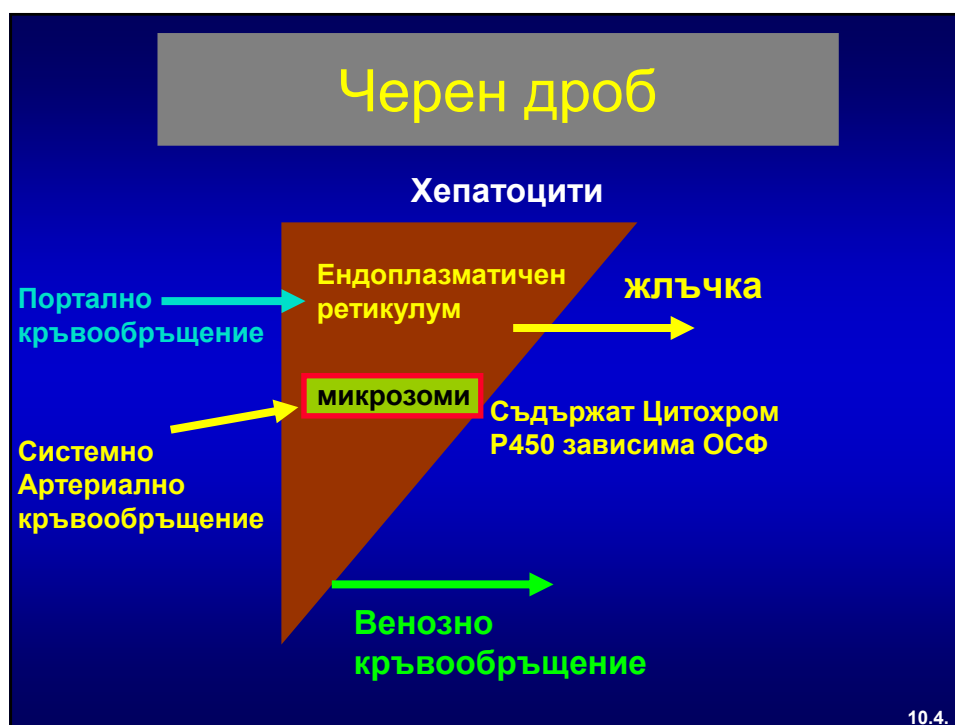 Черен дроб
Хепатоцити
Ендоплазматичен
ретикулум
жлъчка
Портално
кръвообръщение
микрозоми
Съдържат Цитохром
Р450 зависима ОСФ
Системно
Артериално
кръвообръщение
Венозно
кръвообръщение
10.4.